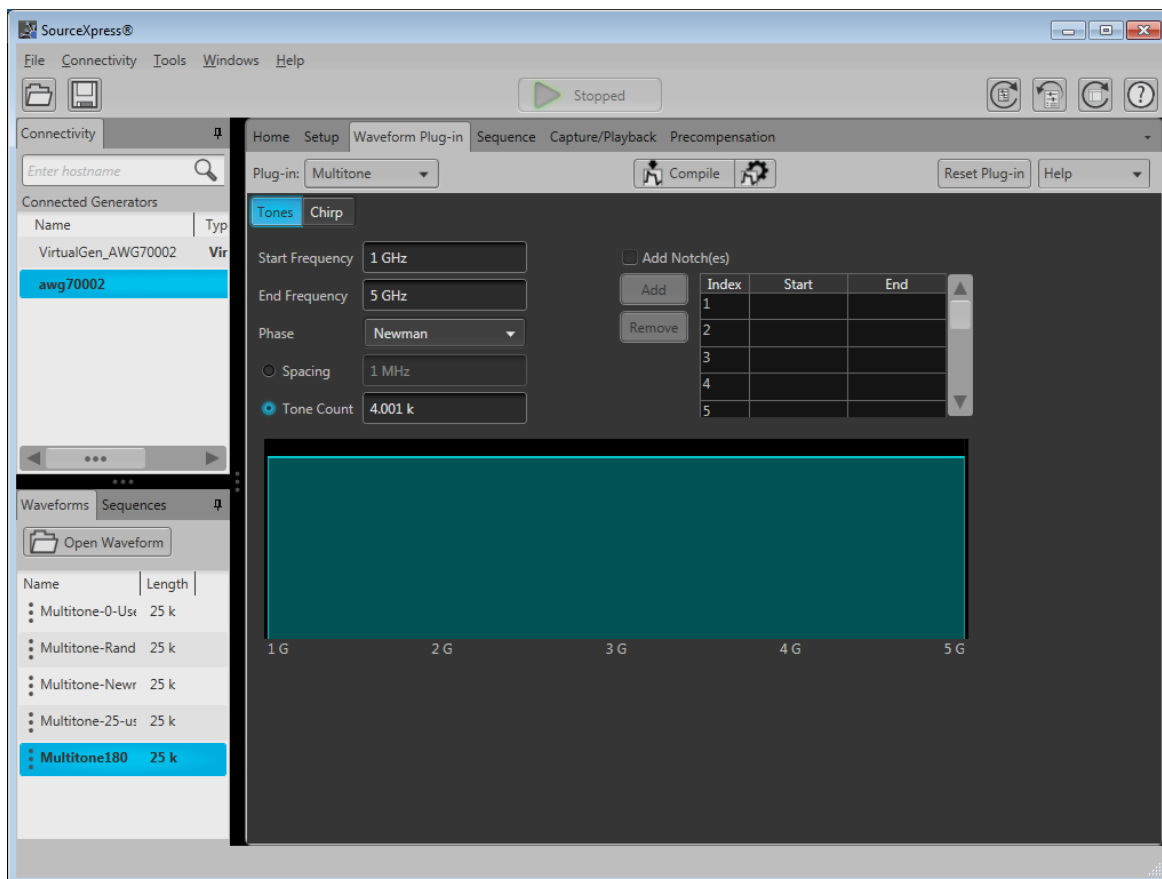 SourceXpress®
File Connectivity Tools Windows Help
Stopped
Connectivity
Enter hostname
Connected Generators
Name Typ
VirtualGen_AWG70002 Vir
awg70002
Waveforms Sequences
Open Waveform
Name Length
Multitone-0-Use 25 k
Multitone-Rand 25 k
Multitone-Newr 25 k
Multitone-25-us 25 k
Multitone180 25 k
Home Setup Waveform Plug-in Sequence Capture/Playback Precompensation
Plug-in: Multitone Compile Reset Plug-in Help
Tones Chirp
Start Frequency 1 GHz
End Frequency 5 GHz
Phase Newman
Spacing 1 MHz
Tone Count 4.001 k
Add Notch(es)
Add
Remove
Index Start End
1
2
3
4
5
1 G 2 G 3 G 4 G 5 G